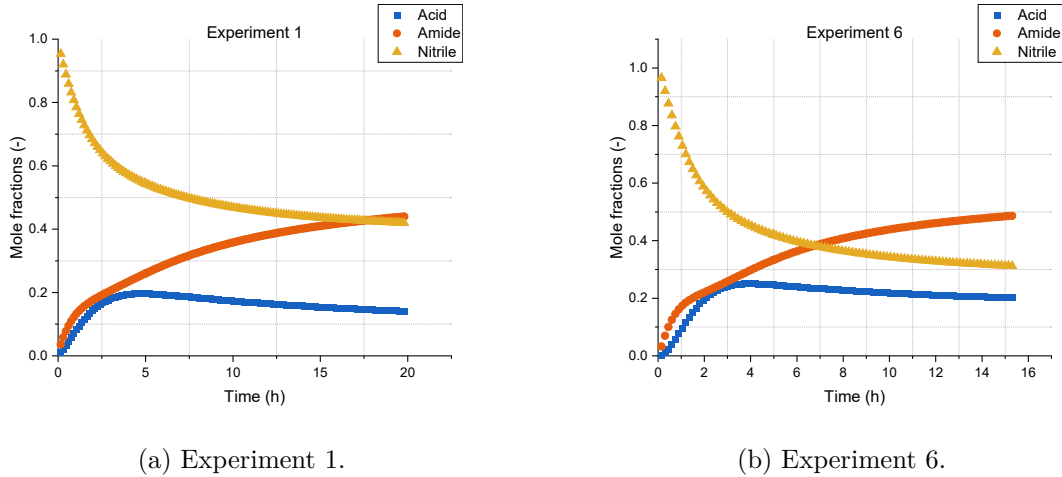 Experiment 1
Acid
Amide
Nitrile
1.0
0.8
0.6
0.4
0.2
0.0
Mole fractions (-)
0
5
10
15
20
Time (h)
(a) Experiment 1.
Experiment 6
Acid
Amide
Nitrile
1.0
0.8
0.6
0.4
0.2
0.0
Mole fractions (-)
0
2
4
6
8
10
12
14
16
Time (h)
(b) Experiment 6.